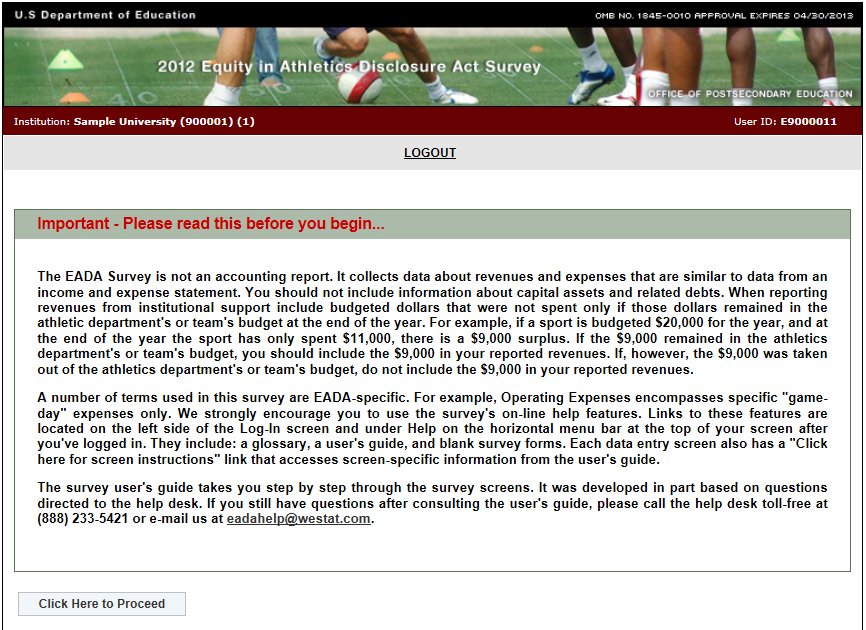 U.S Department of Education
OMB NO. 1845-0010 APPROVAL EXPIRES 04/30/2013
2012 Equity in Athletics Disclosure Act Survey
OFFICE OF POSTSECONDARY EDUCATION
Institution: Sample University (900001) (1)
User ID: E9000011
LOGOUT
Important - Please read this before you begin...
The EADA Survey is not an accounting report. It collects data about revenues and expenses that are similar to data from an
income and expense statement. You should not include information about capital assets and related debts. When reporting
revenues from institutional support include budgeted dollars that were not spent only if those dollars remained in the
athletic department's or team's budget at the end of the year. For example, if a sport is budgeted $20,000 for the year, and at
the end of the year the sport has only spent $11,000, there is a $9,000 surplus. If the $9,000 remained in the athletics
department's or team's budget, you should include the $9,000 in your reported revenues. If, however, the $9,000 was taken
out of the athletics department's or team's budget, do not include the $9,000 in your reported revenues.
A number of terms used in this survey are EADA-specific. For example, Operating Expenses encompasses specific "game-
day" expenses only. We strongly encourage you to use the survey's on-line help features. Links to these features are
located on the left side of the Log-In screen and under Help on the horizontal menu bar at the top of your screen after
you've logged in. They include: a glossary, a user's guide, and blank survey forms. Each data entry screen also has a "Click
here for screen instructions" link that accesses screen-specific information from the user's guide.
The survey user's guide takes you step by step through the survey screens. It was developed in part based on questions
directed to the help desk. If you still have questions after consulting the user's guide, please call the help desk toll-free at
(888) 233-5421 or e-mail us at eadahelp@westat.com.
Click Here to Proceed